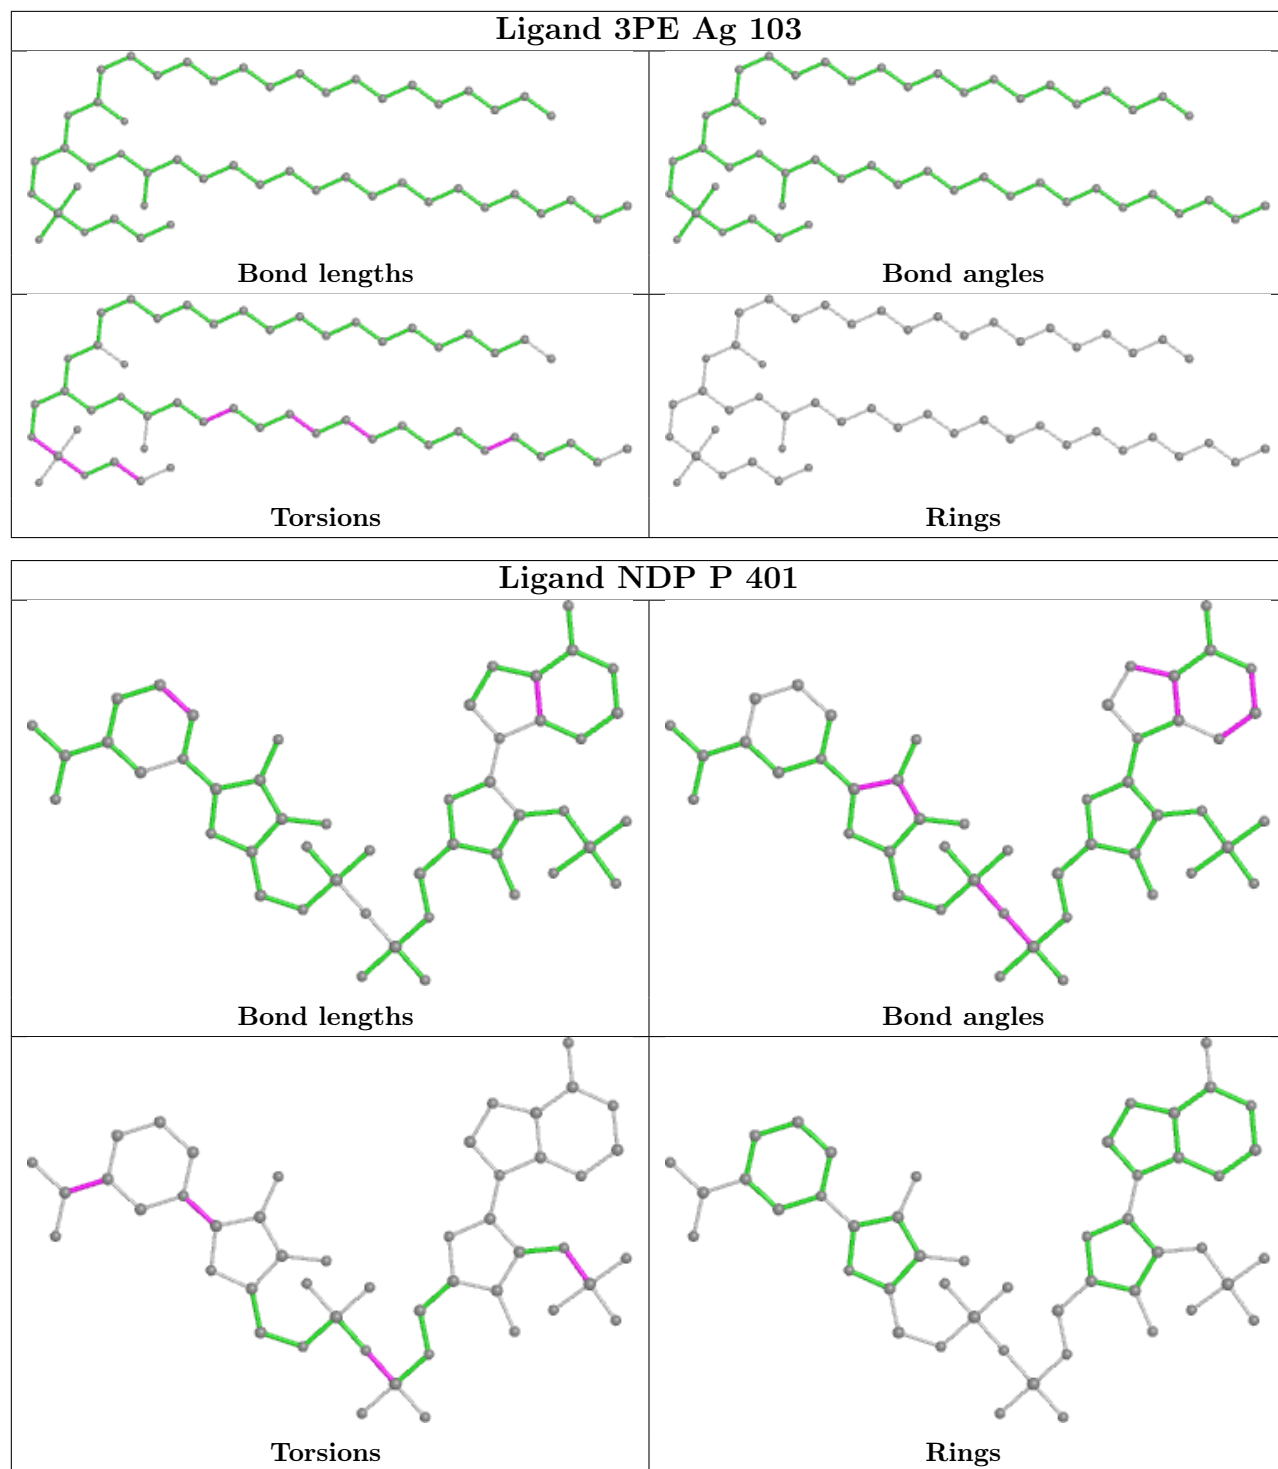 Ligand 3PE Ag 103
Bond lengths
Bond angles
Torsions
Rings
Ligand NDP P 401
Bond lengths
Bond angles
Torsions
Rings